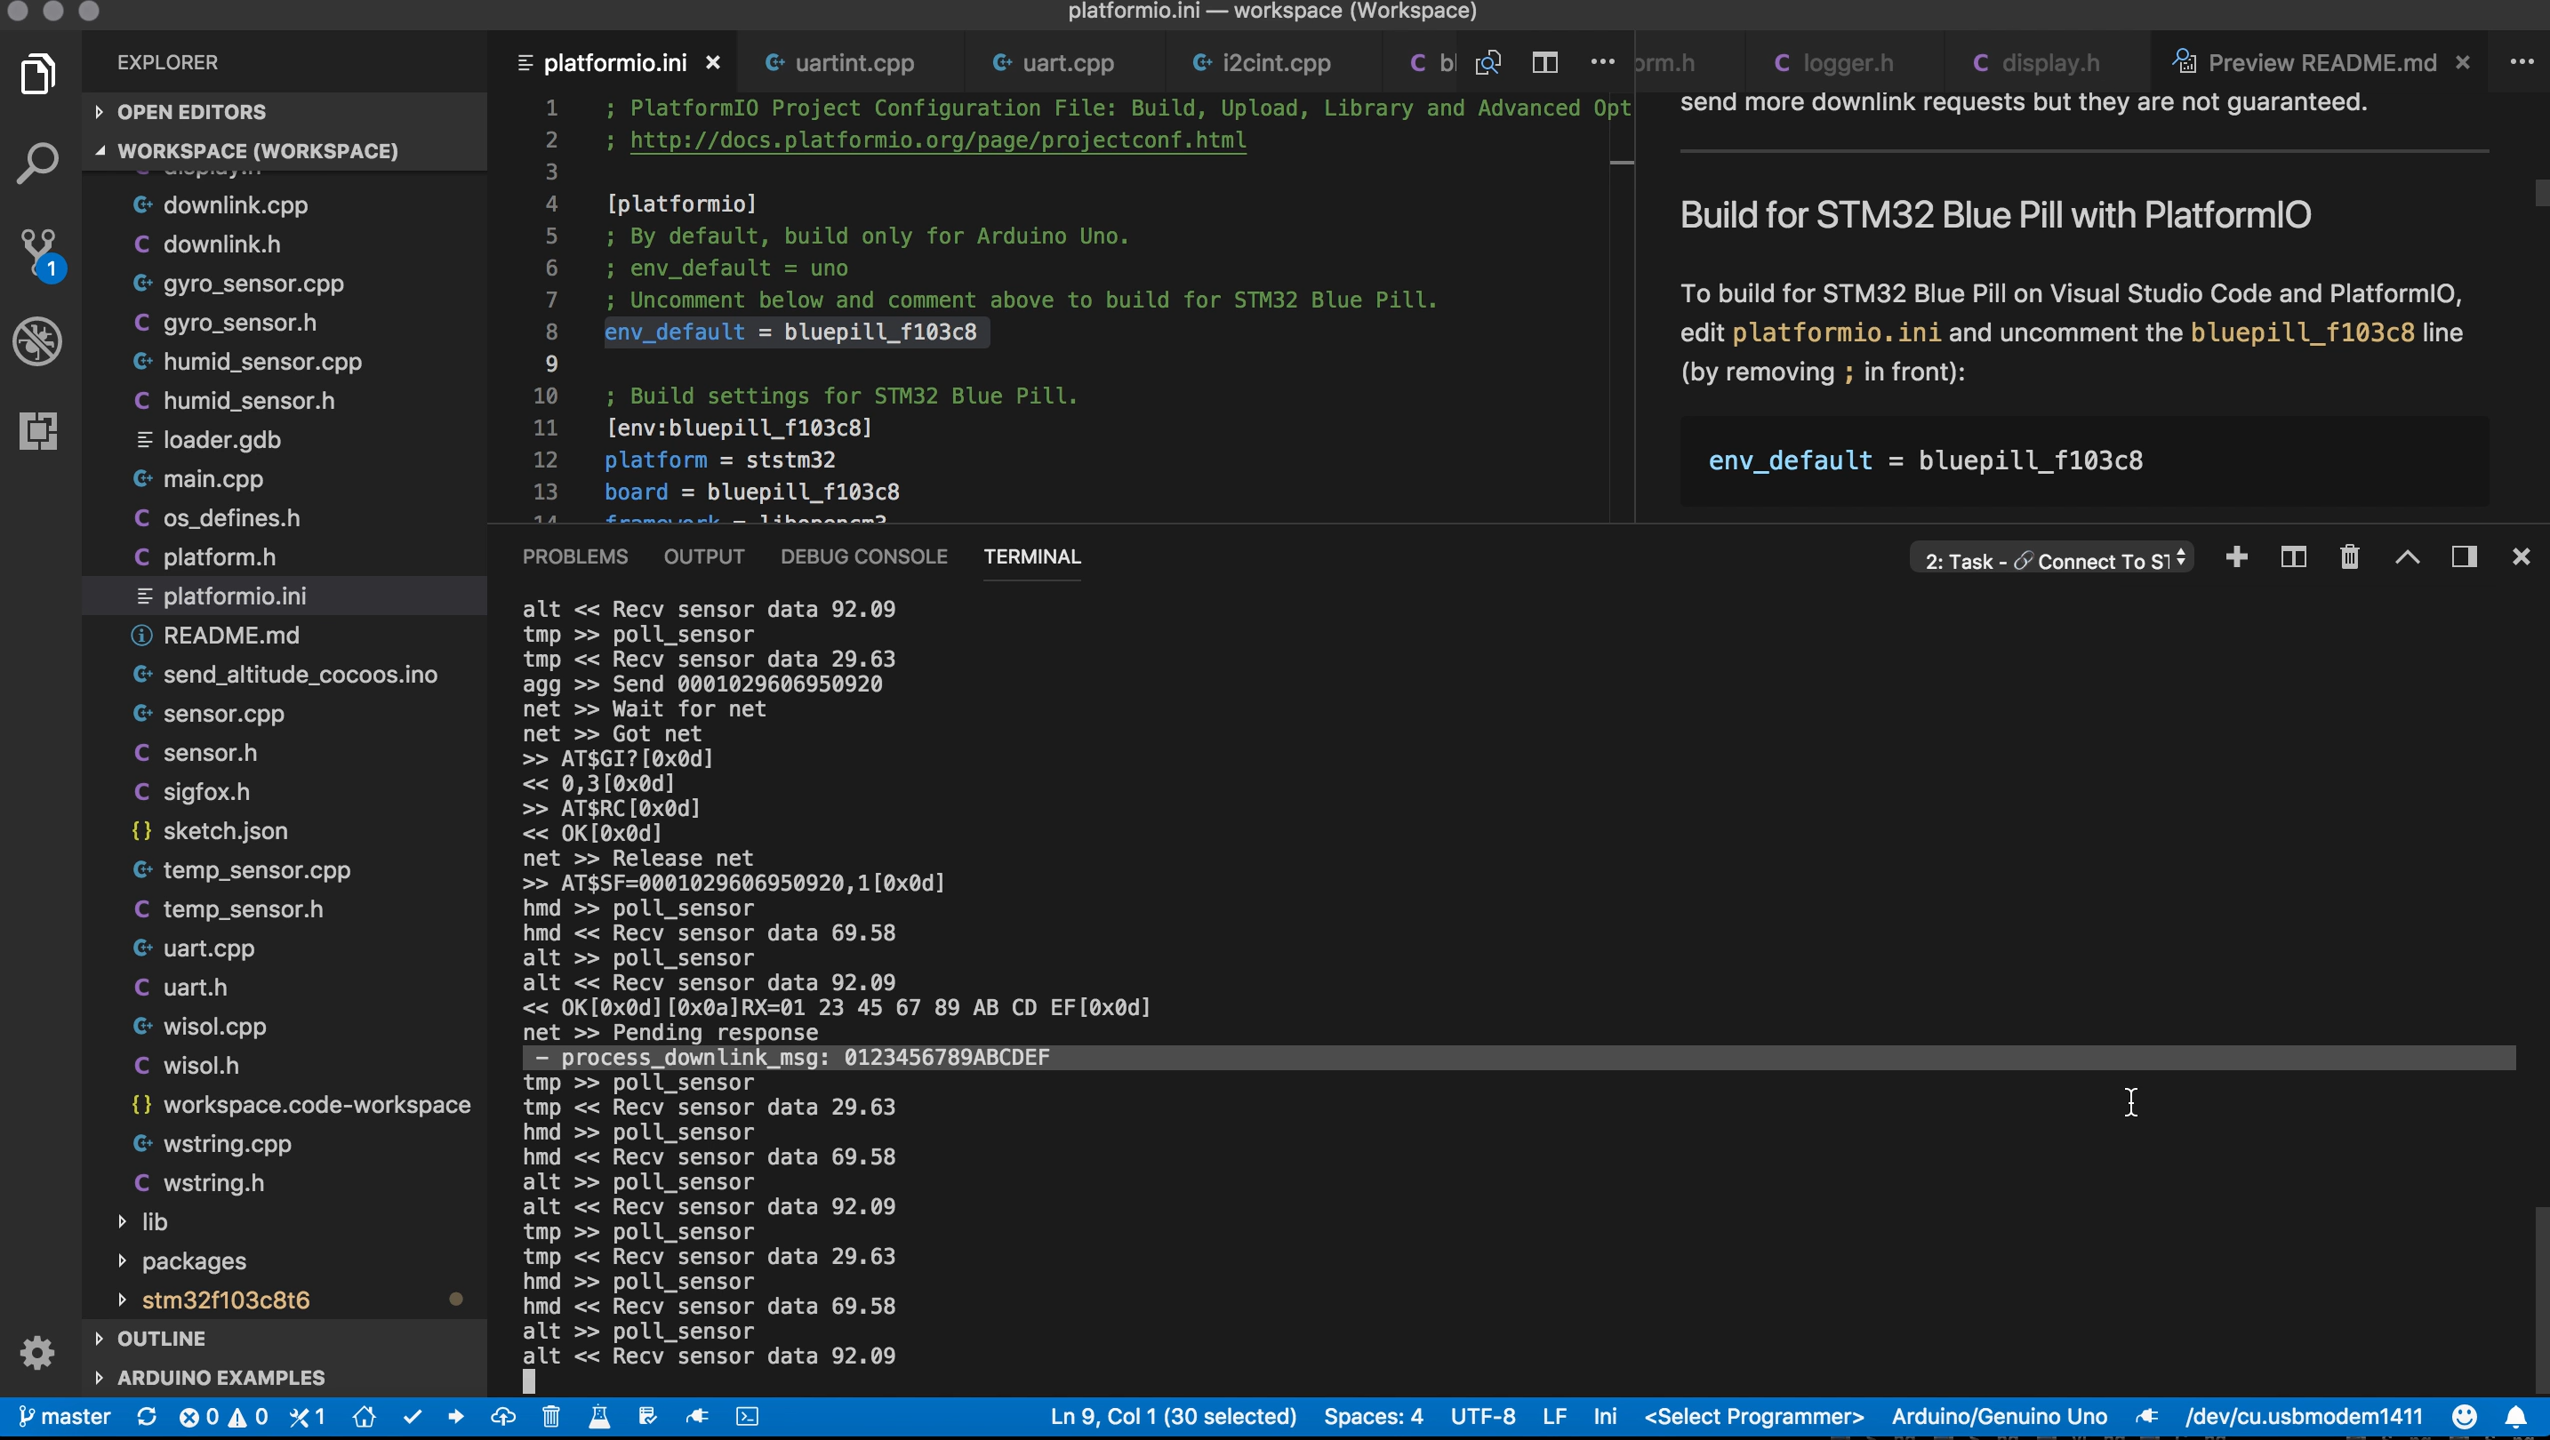 platformio.ini — workspace (Workspace)
EXPLORER
OPEN EDITORS
WORKSPACE (WORKSPACE)
display.h
downlink.cpp
downlink.h
gyro_sensor.cpp
gyro_sensor.h
humid_sensor.cpp
humid_sensor.h
loader.gdb
main.cpp
os_defines.h
platform.h
platformio.ini
README.md
send_altitude_cocoos.ino
sensor.cpp
sensor.h
sigfox.h
sketch.json
temp_sensor.cpp
temp_sensor.h
uart.cpp
uart.h
wisol.cpp
wisol.h
workspace.code-workspace
wstring.cpp
wstring.h
lib
packages
stm32f103c8t6
OUTLINE
ARDUINO EXAMPLES
1
platformio.ini uartint.cpp uart.cpp i2cint.cpp bl
1 ; PlatformIO Project Configuration File: Build, Upload, Library and Advanced Opt
2 ; http://docs.platformio.org/page/projectconf.html
3
4 [platformio]
5 ; By default, build only for Arduino Uno.
6 ; env_default = uno
7 ; Uncomment below and comment above to build for STM32 Blue Pill.
8 env_default = bluepill_f103c8
9
10 ; Build settings for STM32 Blue Pill.
11 [env:bluepill_f103c8]
12 platform = ststm32
13 board = bluepill_f103c8
14 framework = libopencm3
orm.h logger.h display.h Preview README.md
send more downlink requests but they are not guaranteed.
Build for STM32 Blue Pill with PlatformIO
To build for STM32 Blue Pill on Visual Studio Code and PlatformIO,
edit platformio.ini and uncomment the bluepill_f103c8 line
(by removing ; in front):
env_default = bluepill_f103c8
PROBLEMS OUTPUT DEBUG CONSOLE TERMINAL
2: Task - Connect To ST
alt << Recv sensor data 92.09
tmp >> poll_sensor
tmp << Recv sensor data 29.63
agg >> Send 0001029606950920
net >> Wait for net
net >> Got net
>> AT$GI?[0x0d]
<< 0,3[0x0d]
>> AT$RC[0x0d]
<< OK[0x0d]
net >> Release net
>> AT$SF=0001029606950920,1[0x0d]
hmd >> poll_sensor
hmd << Recv sensor data 69.58
alt >> poll_sensor
alt << Recv sensor data 92.09
<< OK[0x0d][0x0a]RX=01 23 45 67 89 AB CD EF[0x0d]
net >> Pending response
- process_downlink_msg: 0123456789ABCDEF
tmp >> poll_sensor
tmp << Recv sensor data 29.63
hmd >> poll_sensor
hmd << Recv sensor data 69.58
alt >> poll_sensor
alt << Recv sensor data 92.09
tmp >> poll_sensor
tmp << Recv sensor data 29.63
hmd >> poll_sensor
hmd << Recv sensor data 69.58
alt >> poll_sensor
alt << Recv sensor data 92.09
master 0 0 1 Ln 9, Col 1 (30 selected) Spaces: 4 UTF-8 LF Ini <Select Programmer> Arduino/Genuino Uno /dev/cu.usbmodem1411